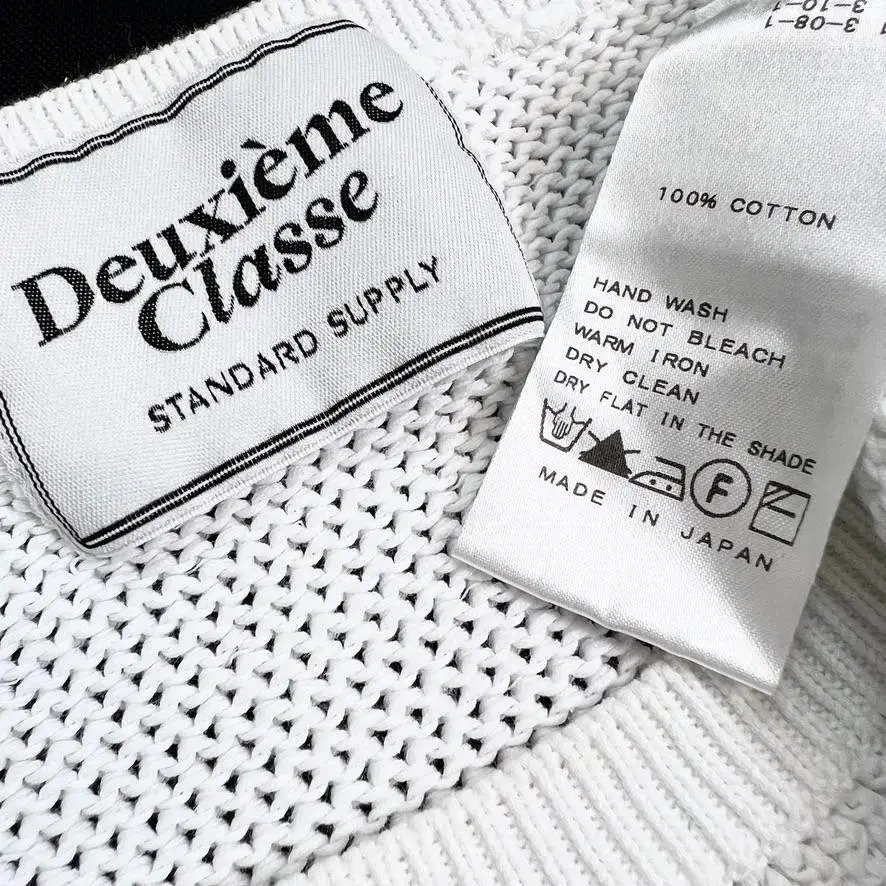 Deuxième
Classe
STANDARD SUPPLY
100% COTTON
HAND WASH
DO NOT BLEACH
WARM IRON
DRY CLEAN
DRY FLAT IN THE SHADE
F
MADE IN JAPAN